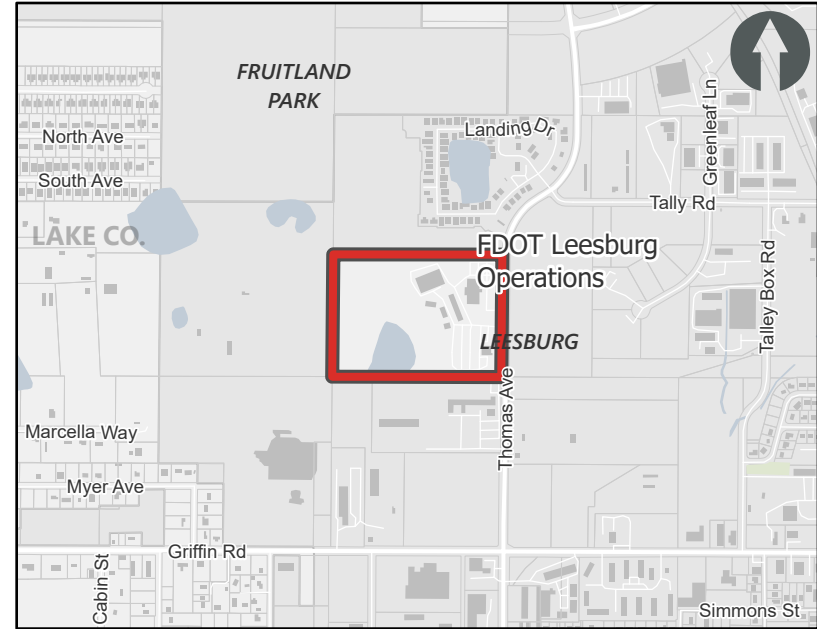 FRUITLAND
PARK
Landing Dr
Greenleaf Ln
North Ave
South Ave
Tally Rd
LAKE CO.
FDOT Leesburg
Operations
Talley Box Rd
LEESBURG
Thomas Ave
Marcella Way
Myer Ave
Griffin Rd
Cabin St
Simmons St